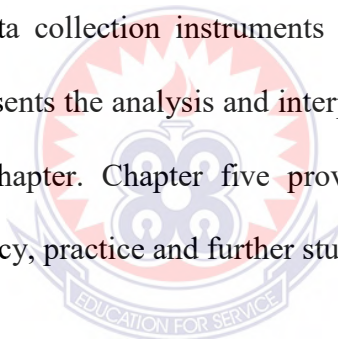 ta collection instruments
sents the analysis and interp
hapter. Chapter five prov
cy, practice and further stu
EDUCATION FOR SERVICE